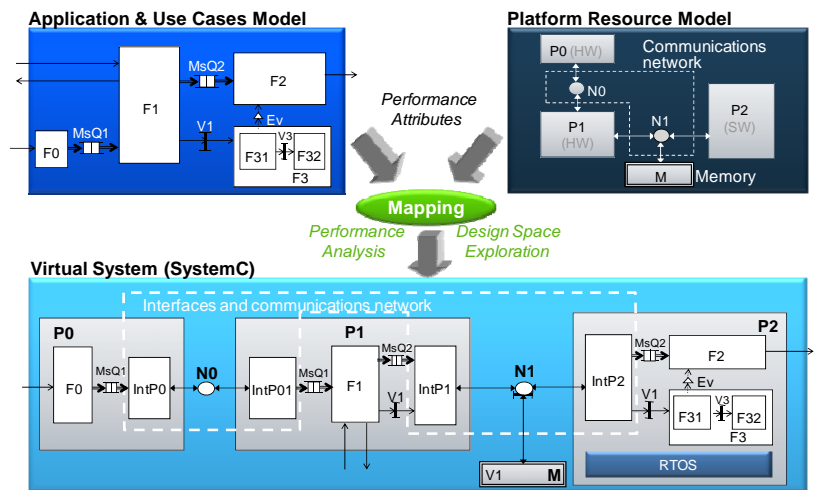 Application & Use Cases Model
MsQ2
F2
F1
Ev
MsQ1
V1
V3
F0
F31
F32
F3
Platform Resource Model
P0 (HW)
Communications
network
N0
P2
(SW)
N1
P1
(HW)
M
Memory
Performance
Attributes
Mapping
Performance
Analysis
Design Space
Exploration
Virtual System (SystemC)
Interfaces and communications network
P0
MsQ1
F0
IntP0
N0
P1
IntP01
MsQ1
F1
MsQ2
V1
IntP1
N1
V1
M
P2
MsQ2
F2
IntP2
Ev
V1
V3
F31
F32
F3
RTOS